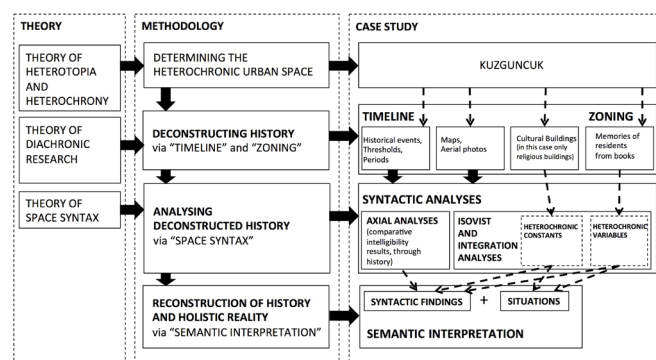 THEORY
THEORY OF
HETEROTOPIA
AND
HETEROCHRONY
THEORY OF
DIACHRONIC
RESEARCH
THEORY OF
SPACE SYNTAX
METHODOLOGY
DETERMINING THE
HETEROCHRONIC URBAN SPACE
DECONSTRUCTING HISTORY
via “TIMELINE” and “ZONING”
ANALYSING
DECONSTRUCTED HISTORY
via “SPACE SYNTAX”
RECONSTRUCTION OF HISTORY
AND HOLISTIC REALITY
via “SEMANTIC INTERPRETATION”
CASE STUDY
KUZGUNCUK
TIMELINE
ZONING
Historical events,
Thresholds,
Periods
Maps,
Aerial photos
Cultural Buildings
(in this case only
religious buildings)
Memories of
residents
from books
SYNTACTIC ANALYSES
AXIAL ANALYSES
(comparative
intelligibility
results, through
history)
ISOVIST
AND
INTEGRATION
ANALYSES
HETEROCHRONIC
CONSTANTS
HETEROCHRONIC
VARIABLES
SYNTACTIC FINDINGS
+
SITUATIONS
SEMANTIC INTERPRETATION